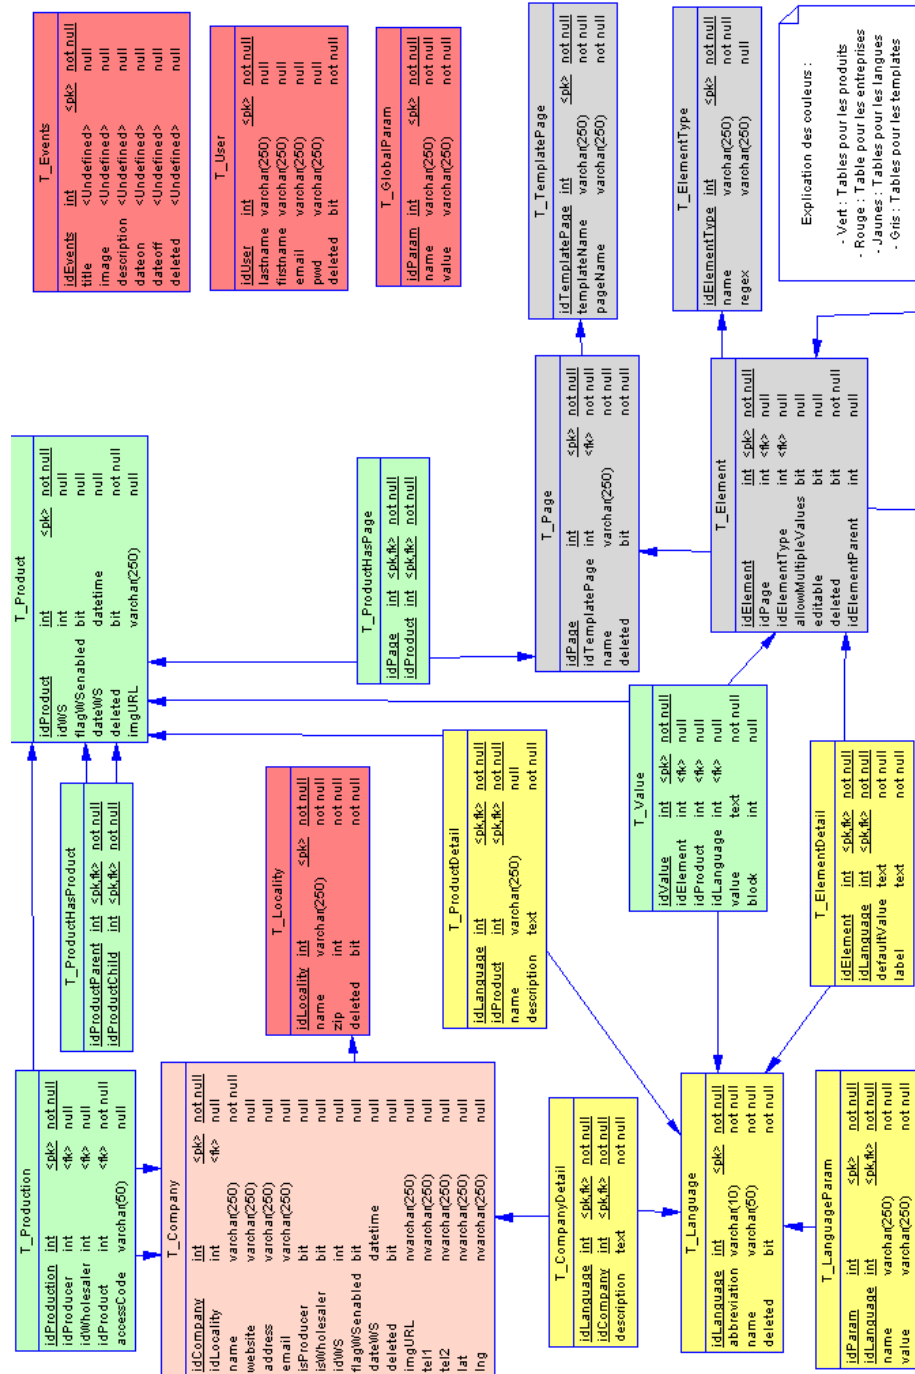 T_Production
idProduction int <pk> not null
idProducer int <fk> null
idWholesaler int <fk> null
idProduct int <fk> not null
accessCode varchar(50) null
T_ProductHasProduct
idProductParent int <pk,fk> not null
idProductChild int <pk,fk> not null
T_Product
idProduct int <pk> not null
idWS int null
flagWSenabled bit null
dateWS datetime null
deleted bit not null
imgURL varchar(250) null
T_Events
idEvents int <pk> not null
title <Undefined> null
image <Undefined> null
description <Undefined> null
dateon <Undefined> null
dateoff <Undefined> null
deleted <Undefined> null
T_Company
idCompany int <pk> not null
idLocality int <fk> null
name varchar(250) not null
website varchar(250) null
address varchar(250) null
email varchar(250) null
isProducer bit null
isWholesaler bit null
idWS int null
flagWSenabled bit null
dateWS datetime null
deleted bit null
imgURL nvarchar(250) null
tel1 nvarchar(250) null
tel2 nvarchar(250) null
lat nvarchar(250) null
lng nvarchar(250) null
T_Locality
idLocality int <pk> not null
name varchar(250) not null
zip int not null
deleted bit not null
T_ProductHasPage
idPage int <pk,fk> not null
idProduct int <pk,fk> not null
T_User
idUser int <pk> not null
lastname varchar(250) null
firstname varchar(250) null
email varchar(250) null
pwd varchar(250) null
deleted bit not null
T_GlobalParam
idParam int <pk> not null
name varchar(250) not null
value varchar(250) not null
T_ProductDetail
idLanguage int <pk,fk> not null
idProduct int <pk,fk> not null
name varchar(250) null
description text not null
T_CompanyDetail
idLanguage int <pk,fk> not null
idCompany int <pk,fk> not null
description text not null
T_Page
idPage int <pk> not null
idTemplatePage int <fk> not null
name varchar(250) not null
deleted bit not null
T_TemplatePage
idTemplatePage int <pk> not null
templateName varchar(250) not null
pageName varchar(250) not null
T_Language
idLanguage int <pk> not null
abbreviation varchar(10) not null
name varchar(50) not null
deleted bit not null
T_Value
idValue int <pk> not null
idElement int <fk> null
idProduct int <fk> null
idLanguage int <fk> null
value text not null
block int null
T_Element
idElement int <pk> not null
idPage int <fk> null
idElementType int <fk> null
allowMultipleValues bit null
editable bit null
deleted bit not null
idElementParent int null
T_ElementType
idElementType int <pk> not null
name varchar(250) not null
regex varchar(250) null
T_LanguageParam
idParam int <pk> not null
idLanguage int <pk,fk> not null
name varchar(250) not null
value varchar(250) not null
T_ElementDetail
idElement int <pk,fk> not null
idLanguage int <pk,fk> not null
defaultValue text not null
label text not null
Explication des couleurs :
- Vert : Tables pour les produits
- Rouge : Table pour les entreprises
- Jaunes : Tables pour les langues
- Gris : Tables pour les templates